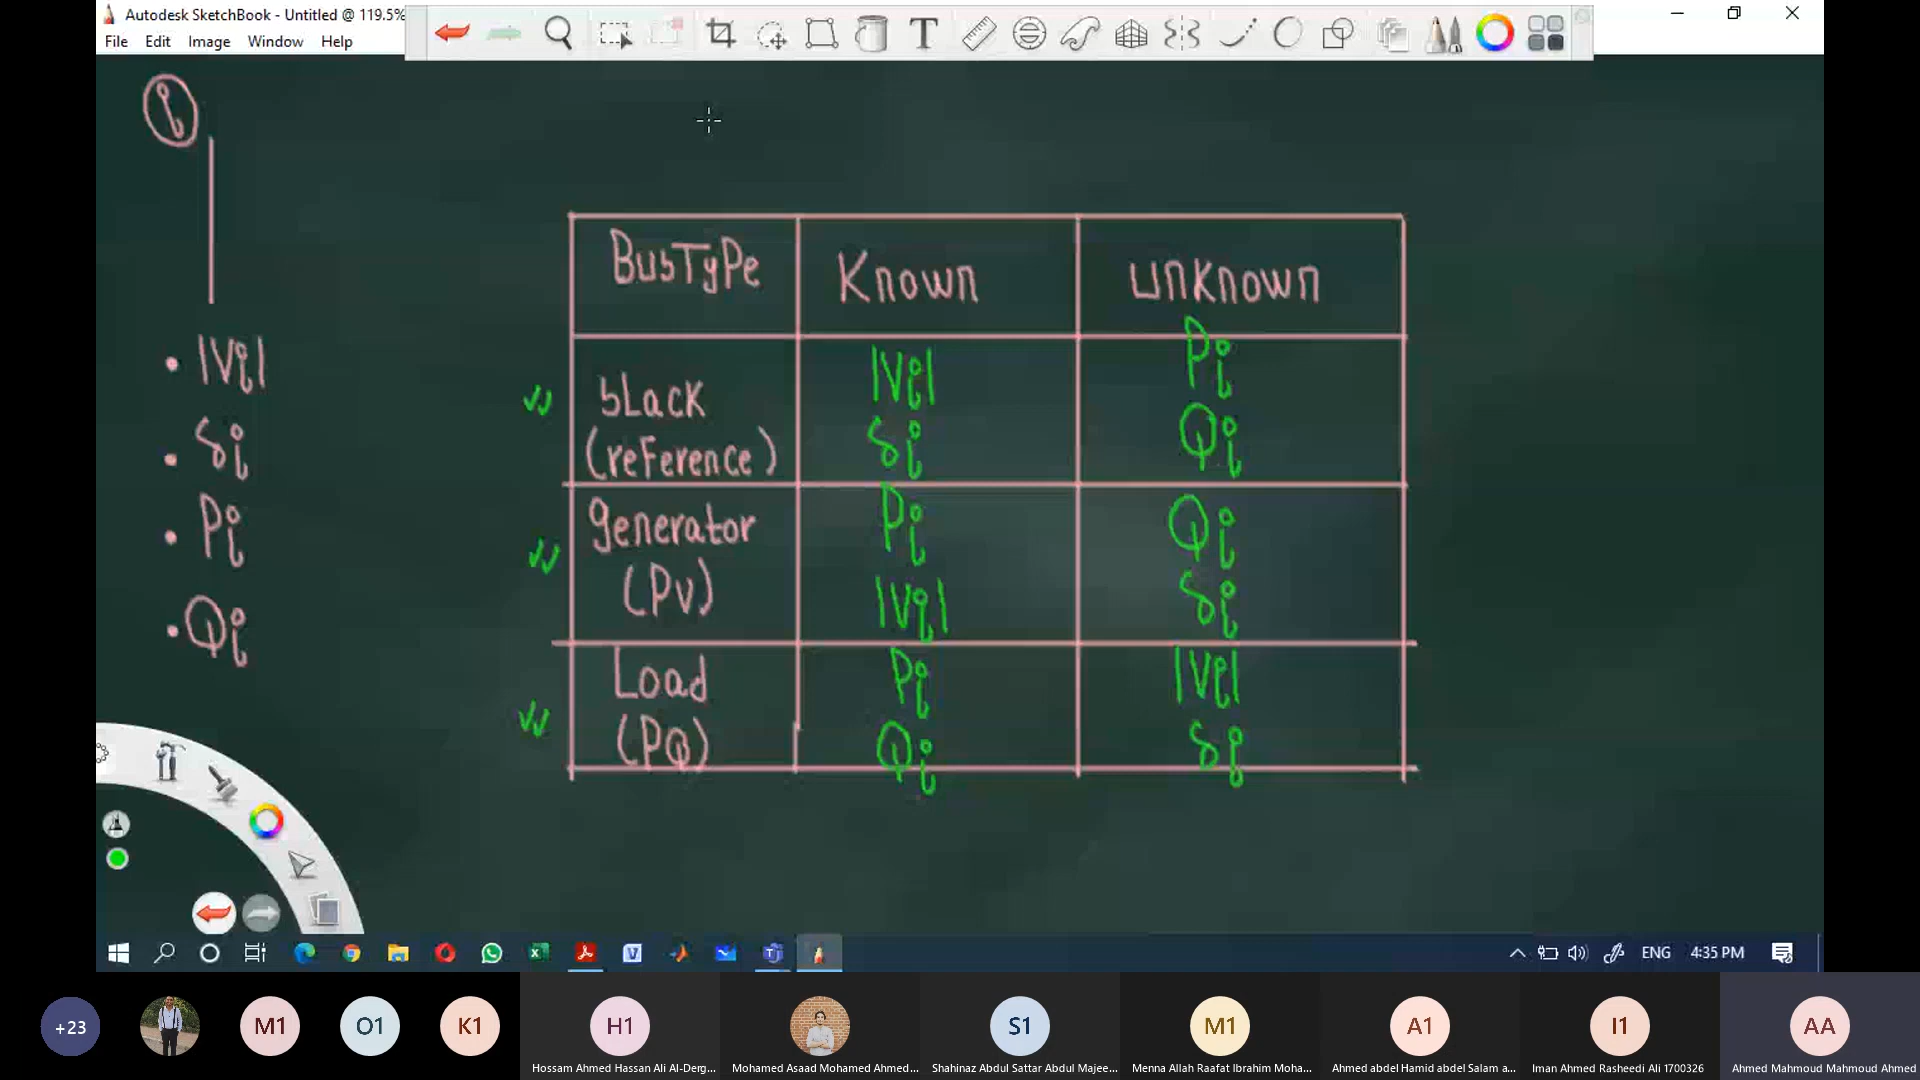 Autodesk SketchBook - Untitled @ 119.5%
File Edit Image Window Help
i
• |Vi|
• δi
• Pi
• Qi
BusType Known unknown
sLack
(reference)
|Vi|
δi
Pi
Qi
generator
(PV)
Pi
|Vi|
Qi
δi
Load
(PQ)
Pi
Qi
|Vi|
δi
ENG 4:35 PM
+23 M1 O1 K1 H1 S1 M1 A1 I1 AA
Hossam Ahmed Hassan Ali Al-Derg... Mohamed Asaad Mohamed Ahmed... Shahinaz Abdul Sattar Abdul Majee... Menna Allah Raafat Ibrahim Moha... Ahmed abdel Hamid abdel Salam a... Iman Ahmed Rasheedi Ali 1700326 Ahmed Mahmoud Mahmoud Ahmed